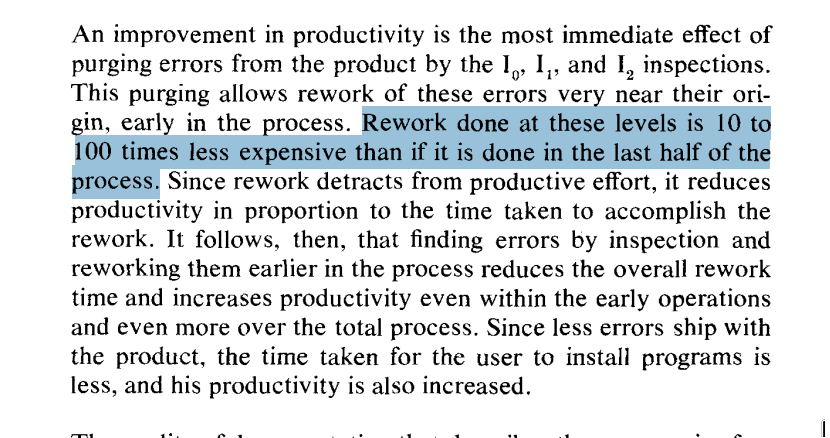 An improvement in productivity is the most immediate effect of
purging errors from the product by the I₀, I₁, and I₂ inspections.
This purging allows rework of these errors very near their ori-
gin, early in the process. Rework done at these levels is 10 to
100 times less expensive than if it is done in the last half of the
process. Since rework detracts from productive effort, it reduces
productivity in proportion to the time taken to accomplish the
rework. It follows, then, that finding errors by inspection and
reworking them earlier in the process reduces the overall rework
time and increases productivity even within the early operations
and even more over the total process. Since less errors ship with
the product, the time taken for the user to install programs is
less, and his productivity is also increased.